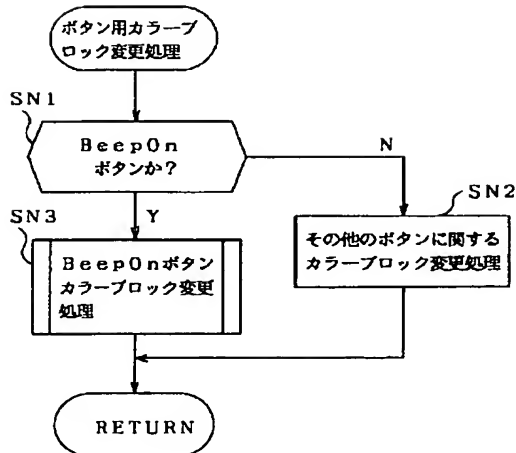 ボタン用カラーブ
ロック変更処理
SN1
BeepOn
ボタンか？
N
SN2
SN3
Y
その他のボタンに関する
カラーブロック変更処理
BeepOnボタン
カラーブロック変更
処理
RETURN